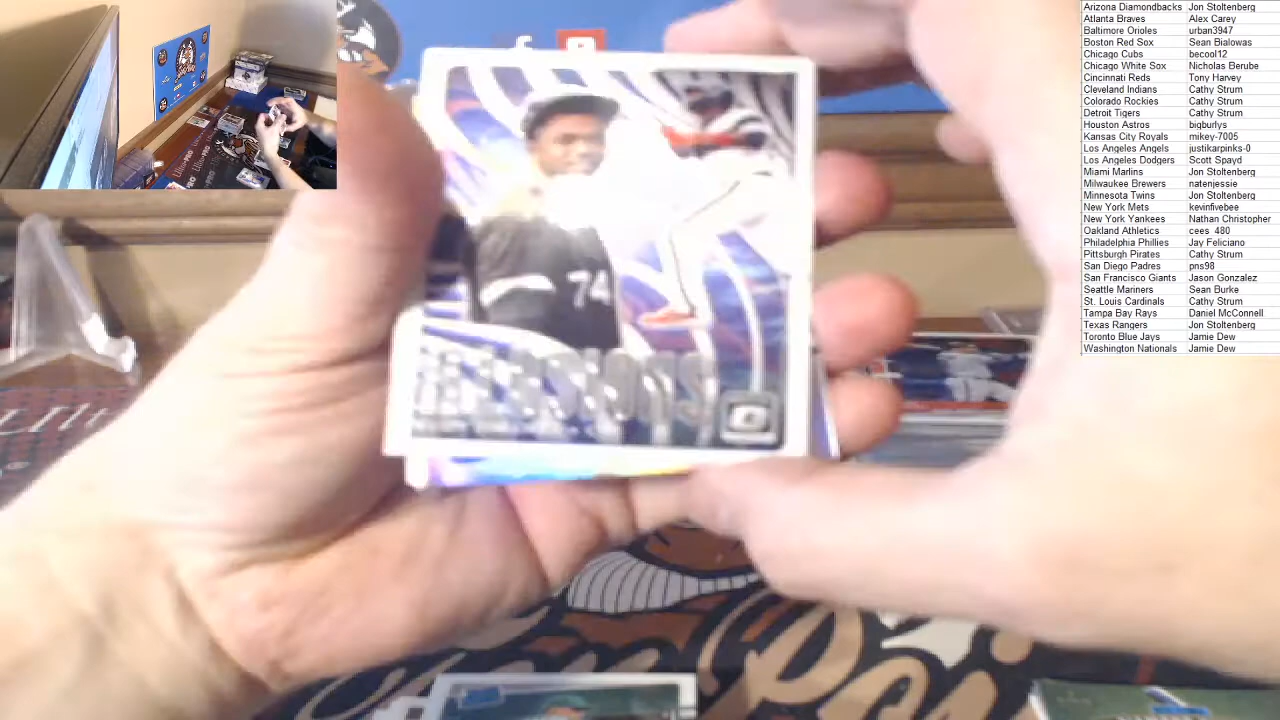 Arizona Diamondbacks Jon Stoltenberg
Atlanta Braves Alex Carey
Baltimore Orioles urban3947
Boston Red Sox Sean Bialowas
Chicago Cubs becool12
Chicago White Sox Nicholas Berube
Cincinnati Reds Tony Harvey
Cleveland Indians Cathy Strum
Colorado Rockies Cathy Strum
Detroit Tigers Cathy Strum
Houston Astros bigburlys
Kansas City Royals mikey-7005
Los Angeles Angels justikarpinks-0
Los Angeles Dodgers Scott Spayd
Miami Marlins Jon Stoltenberg
Milwaukee Brewers natenjessie
Minnesota Twins Jon Stoltenberg
New York Mets kevinfivebee
New York Yankees Nathan Christopher
Oakland Athletics cees 480
Philadelphia Phillies Jay Feliciano
Pittsburgh Pirates Cathy Strum
San Diego Padres pns98
San Francisco Giants Jason Gonzalez
Seattle Mariners Sean Burke
St. Louis Cardinals Cathy Strum
Tampa Bay Rays Daniel McConnell
Texas Rangers Jon Stoltenberg
Toronto Blue Jays Jamie Dew
Washington Nationals Jamie Dew
74